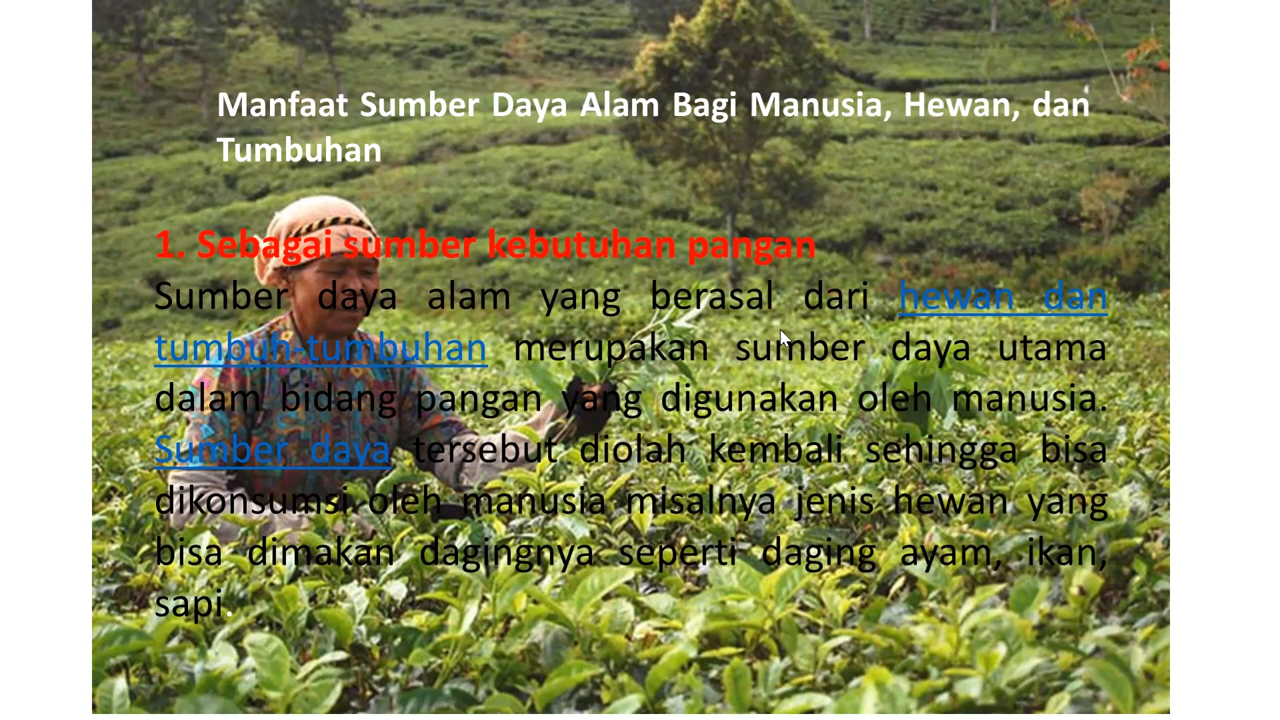 Manfaat Sumber Daya Alam Bagi Manusia, Hewan, dan
Tumbuhan
1. Sebagai sumber kebutuhan pangan
Sumber daya alam yang berasal dari hewan dan
tumbuh-tumbuhan merupakan sumber daya utama
dalam bidang pangan yang digunakan oleh manusia.
Sumber daya tersebut diolah kembali sehingga bisa
dikonsumsi oleh manusia misalnya jenis hewan yang
bisa dimakan dagingnya seperti daging ayam, ikan,
sapi.